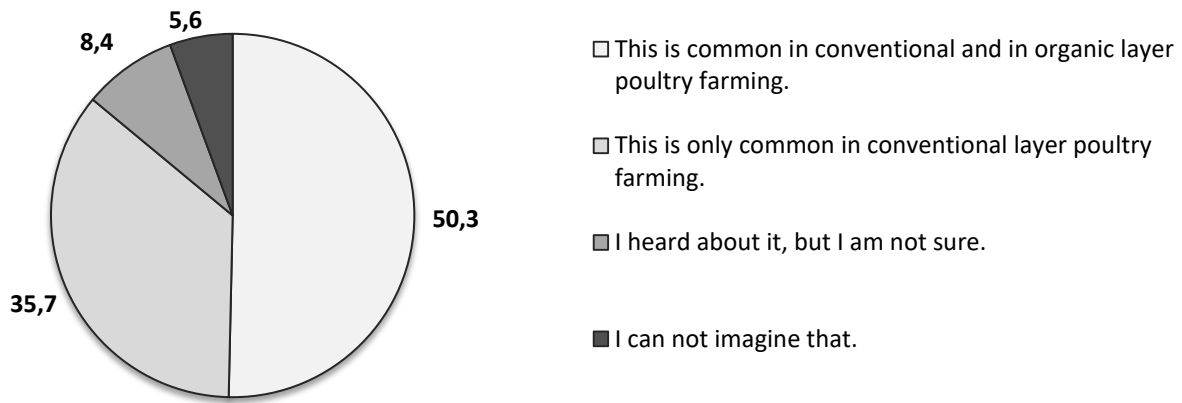 5,6
8,4
50,3
35,7
This is common in conventional and in organic layer
poultry farming.
This is only common in conventional layer poultry
farming.
I heard about it, but I am not sure.
I can not imagine that.